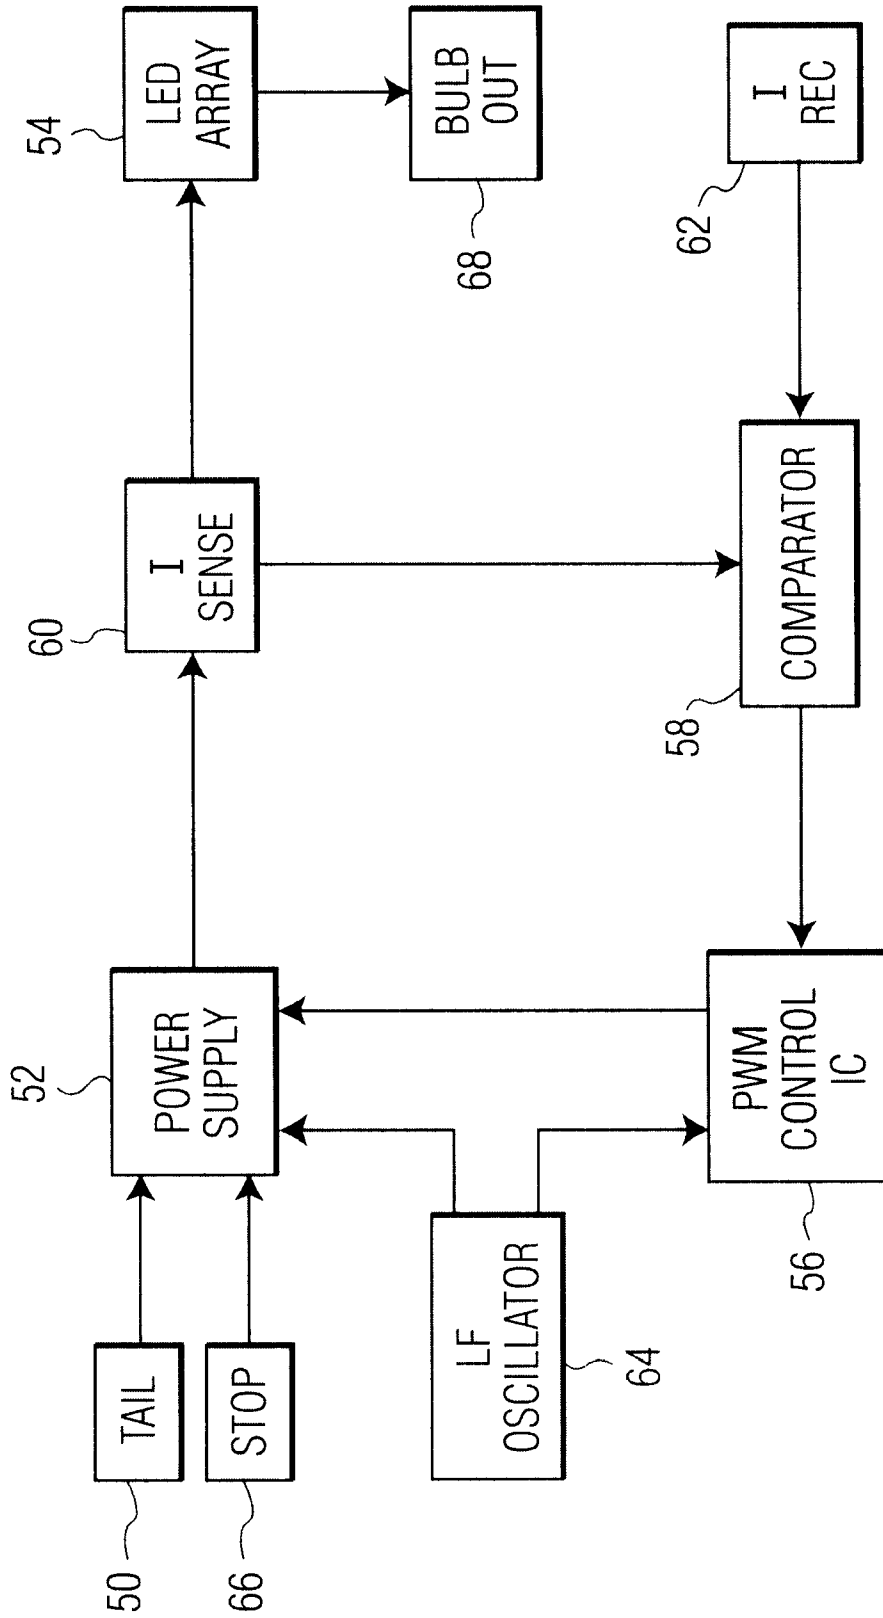 50
TAIL
66
STOP
52
POWER
SUPPLY
60
I
SENSE
54
LED
ARRAY
68
BULB
OUT
64
LF
OSCILLATOR
56
PWM
CONTROL
IC
58
COMPARATOR
62
I
REC